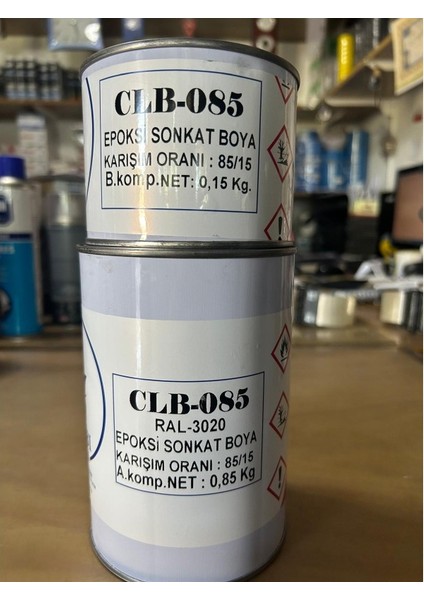 CLB-085
EPOKSİ SONKAT BOYA
KARIŞIM ORANI : 85/15
B.komp.NET: 0,15 Kg.
CLB-085
RAL-3020
EPOKSİ SONKAT BOYA
KARIŞIM ORANI : 85/15
A.komp.NET : 0,85 Kg